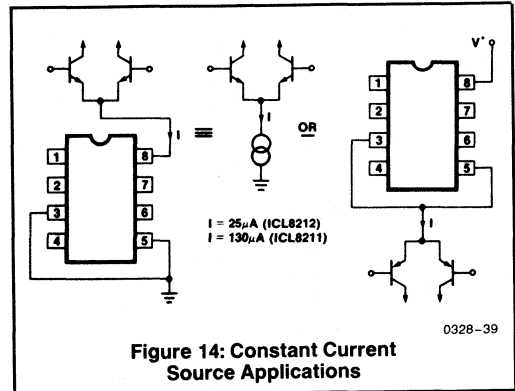 V+
I
≡
I
OR
1 8
2 7
3 6
4 5
1 8
2 7
3 6
4 5
I
I = 25μA (ICL8212)
I = 130μA (ICL8211)
0328–39
Figure 14: Constant Current
Source Applications